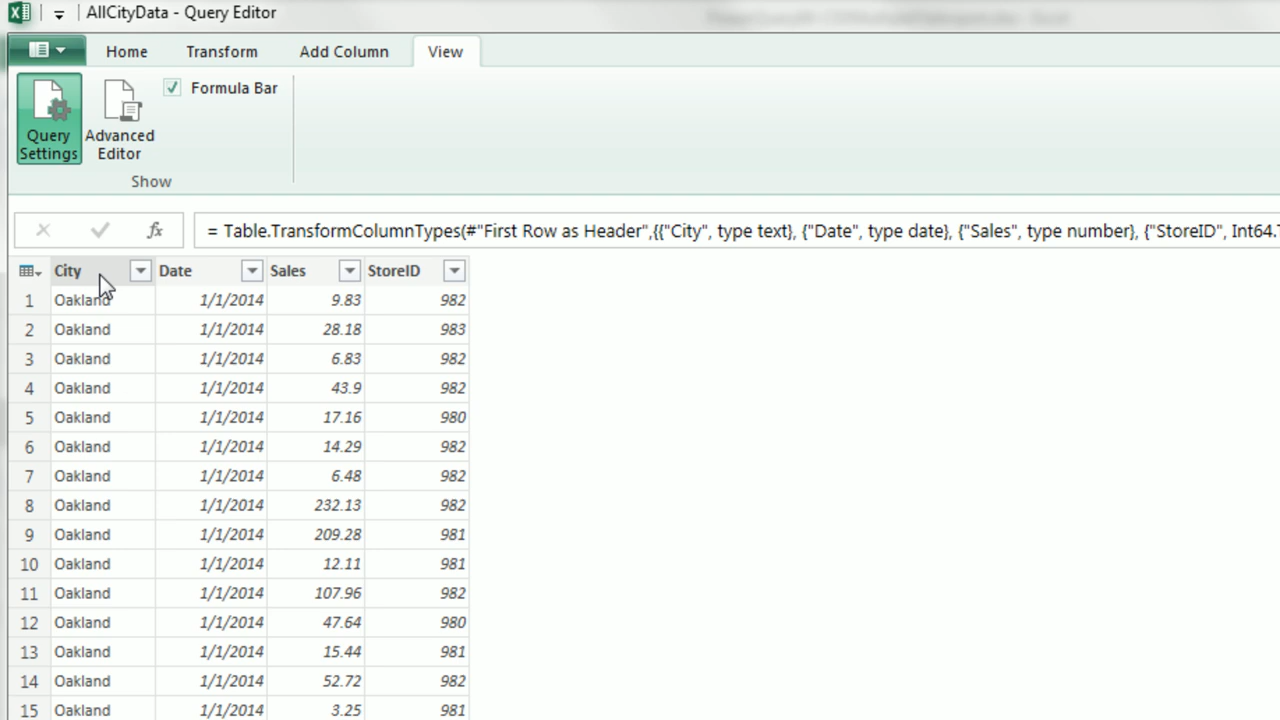 AllCityData - Query Editor
Home Transform Add Column View
Formula Bar
Query Settings
Advanced Editor
Show
fx = Table.TransformColumnTypes(#"First Row as Header",{{"City", type text}, {"Date", type date}, {"Sales", type number}, {"StoreID", Int64.T
City Date Sales StoreID
1 Oakland 1/1/2014 9.83 982
2 Oakland 1/1/2014 28.18 983
3 Oakland 1/1/2014 6.83 982
4 Oakland 1/1/2014 43.9 982
5 Oakland 1/1/2014 17.16 980
6 Oakland 1/1/2014 14.29 982
7 Oakland 1/1/2014 6.48 982
8 Oakland 1/1/2014 232.13 982
9 Oakland 1/1/2014 209.28 981
10 Oakland 1/1/2014 12.11 981
11 Oakland 1/1/2014 107.96 982
12 Oakland 1/1/2014 47.64 980
13 Oakland 1/1/2014 15.44 981
14 Oakland 1/1/2014 52.72 982
15 Oakland 1/1/2014 3.25 981